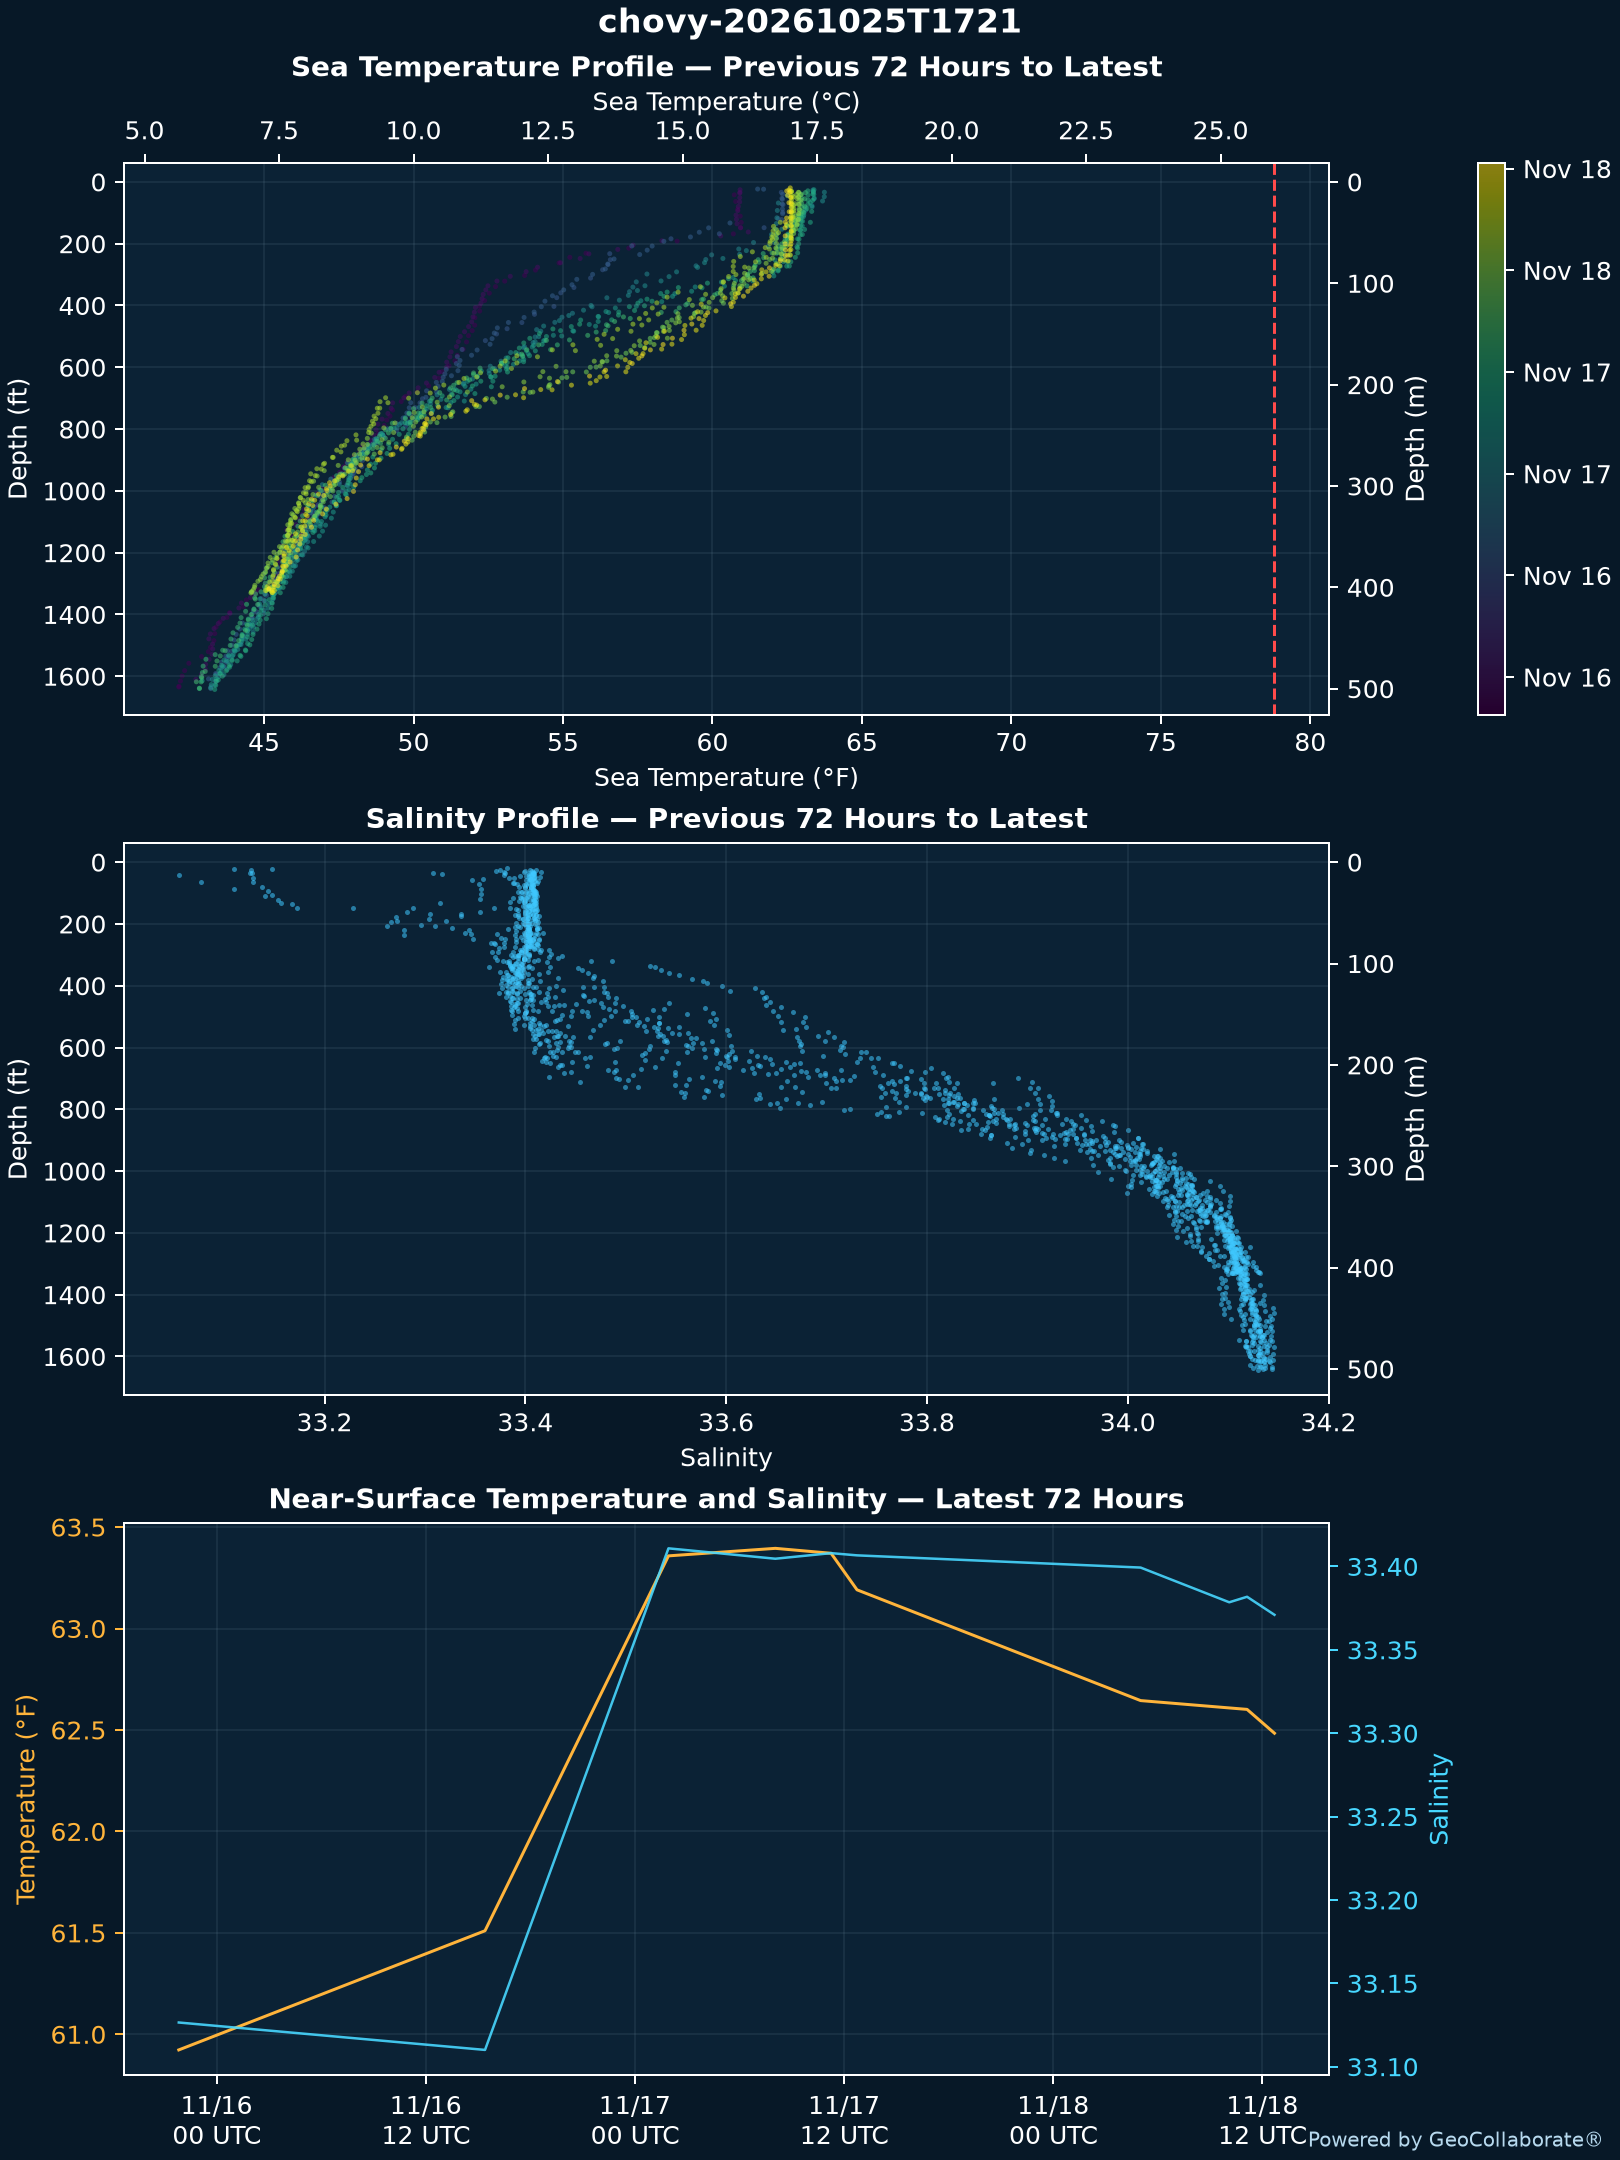 chovy-20261025T1721
Sea Temperature Profile — Previous 72 Hours to Latest
Sea Temperature (°C)
5.0 7.5 10.0 12.5 15.0 17.5 20.0 22.5 25.0
Depth (ft)
0
200
400
600
800
1000
1200
1400
1600
Depth (m)
0
100
200
300
400
500
Nov 18
Nov 18
Nov 17
Nov 17
Nov 16
Nov 16
45 50 55 60 65 70 75 80
Sea Temperature (°F)
Salinity Profile — Previous 72 Hours to Latest
Depth (ft)
0
200
400
600
800
1000
1200
1400
1600
Depth (m)
0
100
200
300
400
500
33.2 33.4 33.6 33.8 34.0 34.2
Salinity
Near-Surface Temperature and Salinity — Latest 72 Hours
Temperature (°F)
63.5
63.0
62.5
62.0
61.5
61.0
Salinity
33.40
33.35
33.30
33.25
33.20
33.15
33.10
11/16 11/16 11/17 11/17 11/18 11/18
00 UTC 12 UTC 00 UTC 12 UTC 00 UTC 12 UTC
Powered by GeoCollaborate®